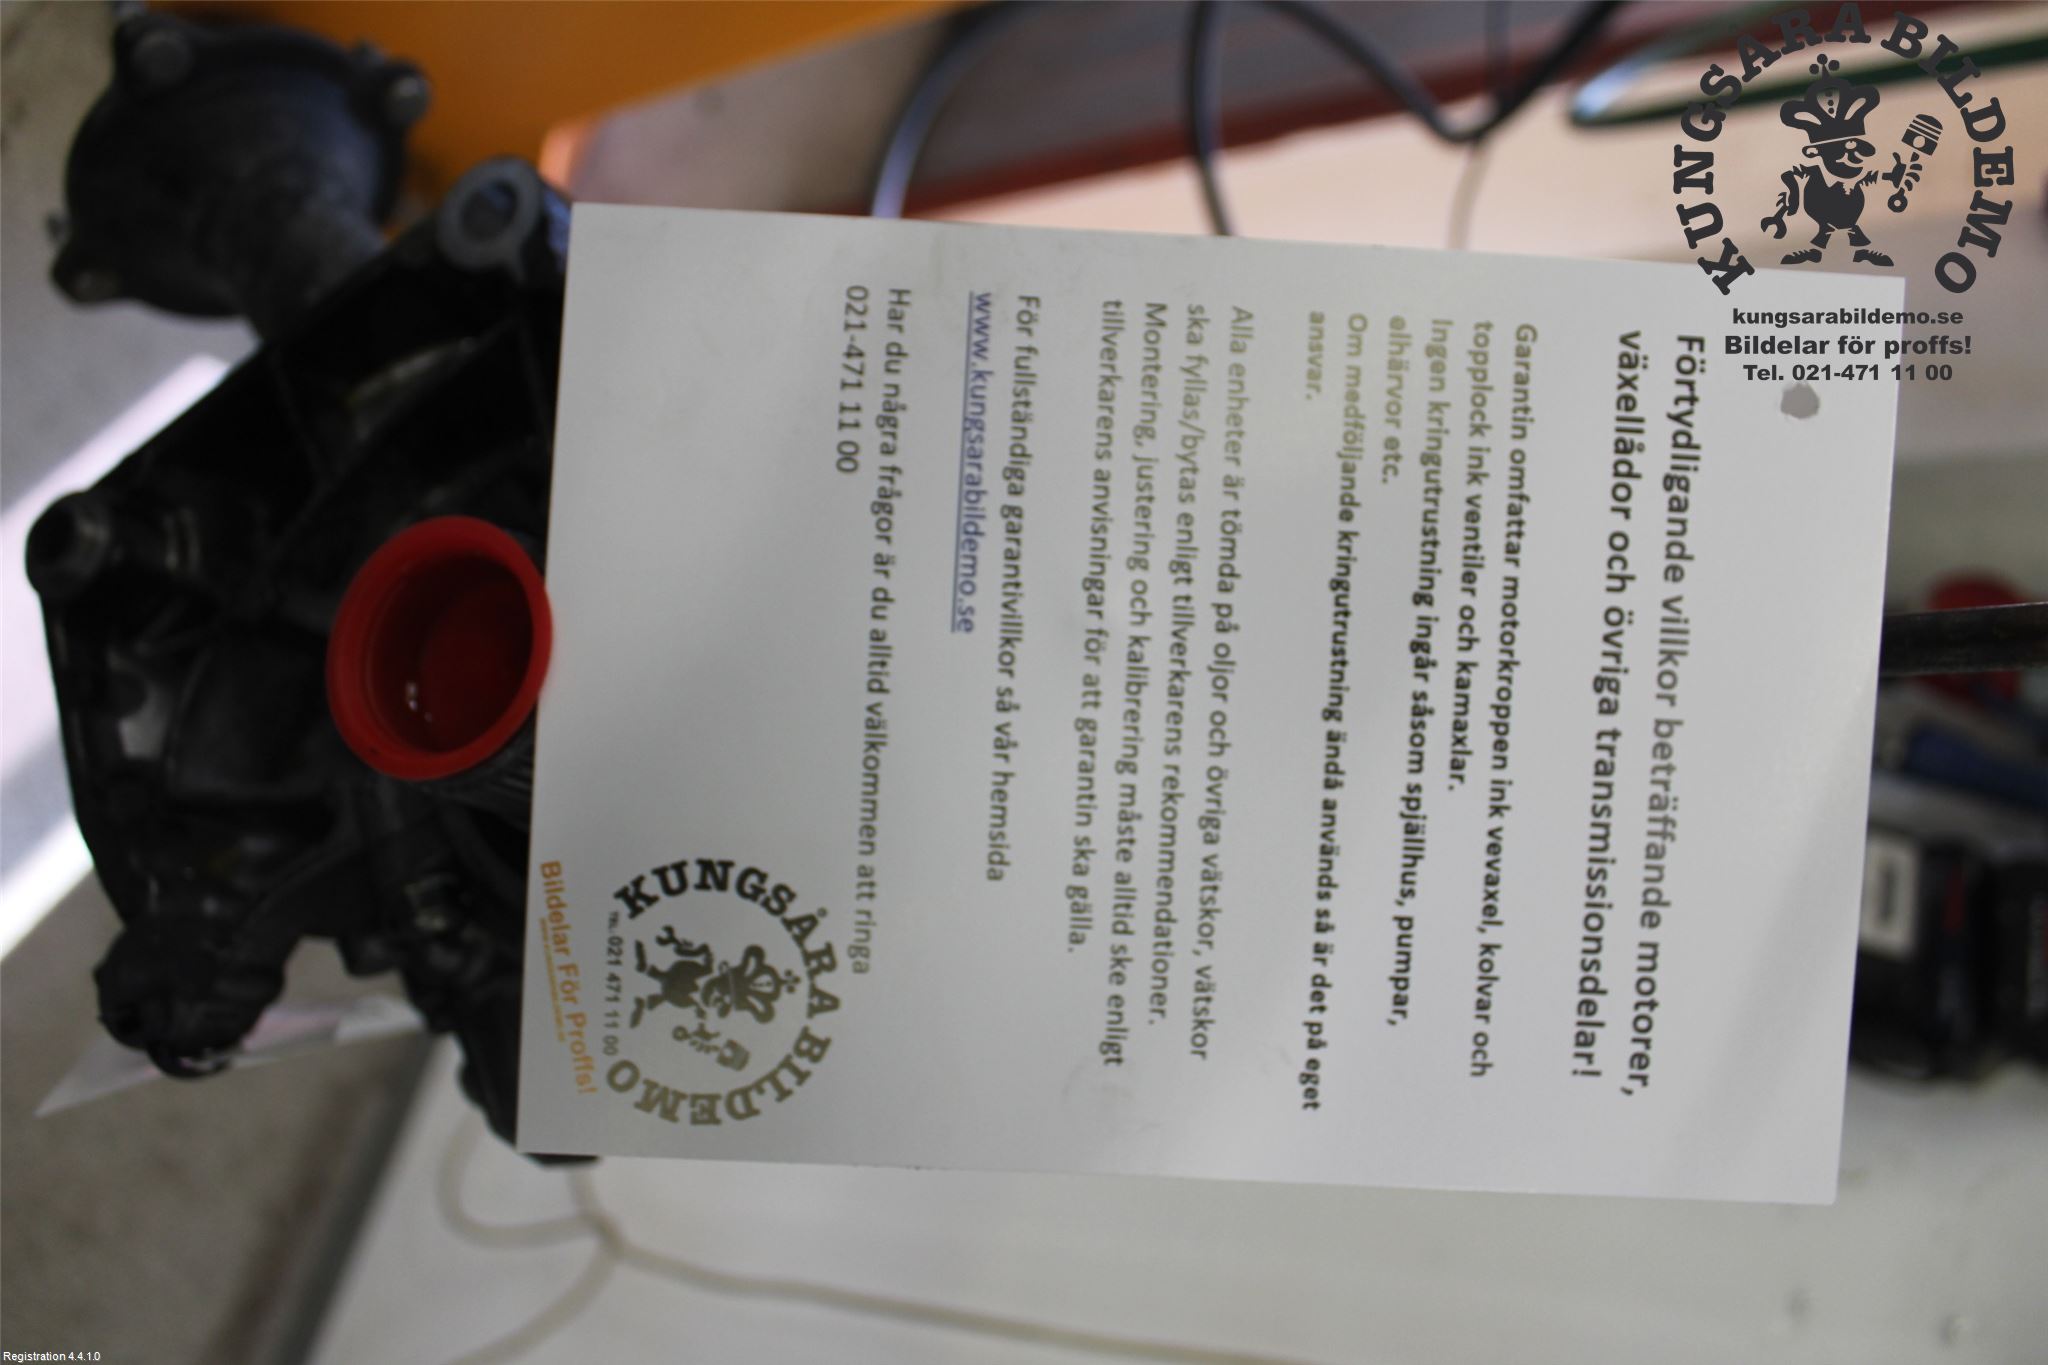 KUNGSÅRA BILDEMO
kungsarabildemo.se
Bildelar för proffs!
Tel. 021-471 11 00
Förtydligande villkor beträffande motorer,
växellådor och övriga transmissionsdelar!
Garantin omfattar motorkroppen ink vevaxel, kolvar och
topplock ink ventiler och kamaxlar.
Ingen kringutrustning ingår såsom spjällhus, pumpar,
elhärvor etc.
Om medföljande kringutrustning ändå används så är det på eget
ansvar.
Alla enheter är tömda på oljor och övriga vätskor, vätskor
ska fyllas/bytas enligt tillverkarens rekommendationer.
Montering, justering och kalibrering måste alltid ske enligt
tillverkarens anvisningar för att garantin ska gälla.
För fullständiga garantivillkor så vår hemsida
www.kungsarabildemo.se
Har du några frågor är du alltid välkommen att ringa
021-471 11 00
KUNGSÅRA BILDEMO
TEL. 021 471 11 00
Bildelar För Proffs!
Registration 4.4.1.0